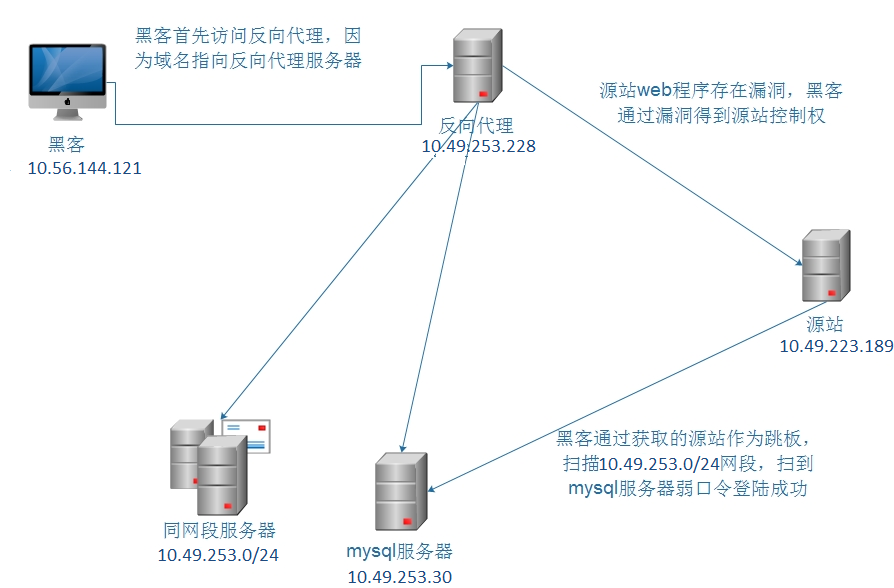 黑客首先访问反向代理，因
为域名指向反向代理服务器
黑客
10.56.144.121
反向代理
10.49.253.228
源站web程序存在漏洞，黑客
通过漏洞得到源站控制权
源站
10.49.223.189
黑客通过获取的源站作为跳板，
扫描10.49.253.0/24网段，扫到
mysql服务器弱口令登陆成功
同网段服务器
10.49.253.0/24
mysql服务器
10.49.253.30